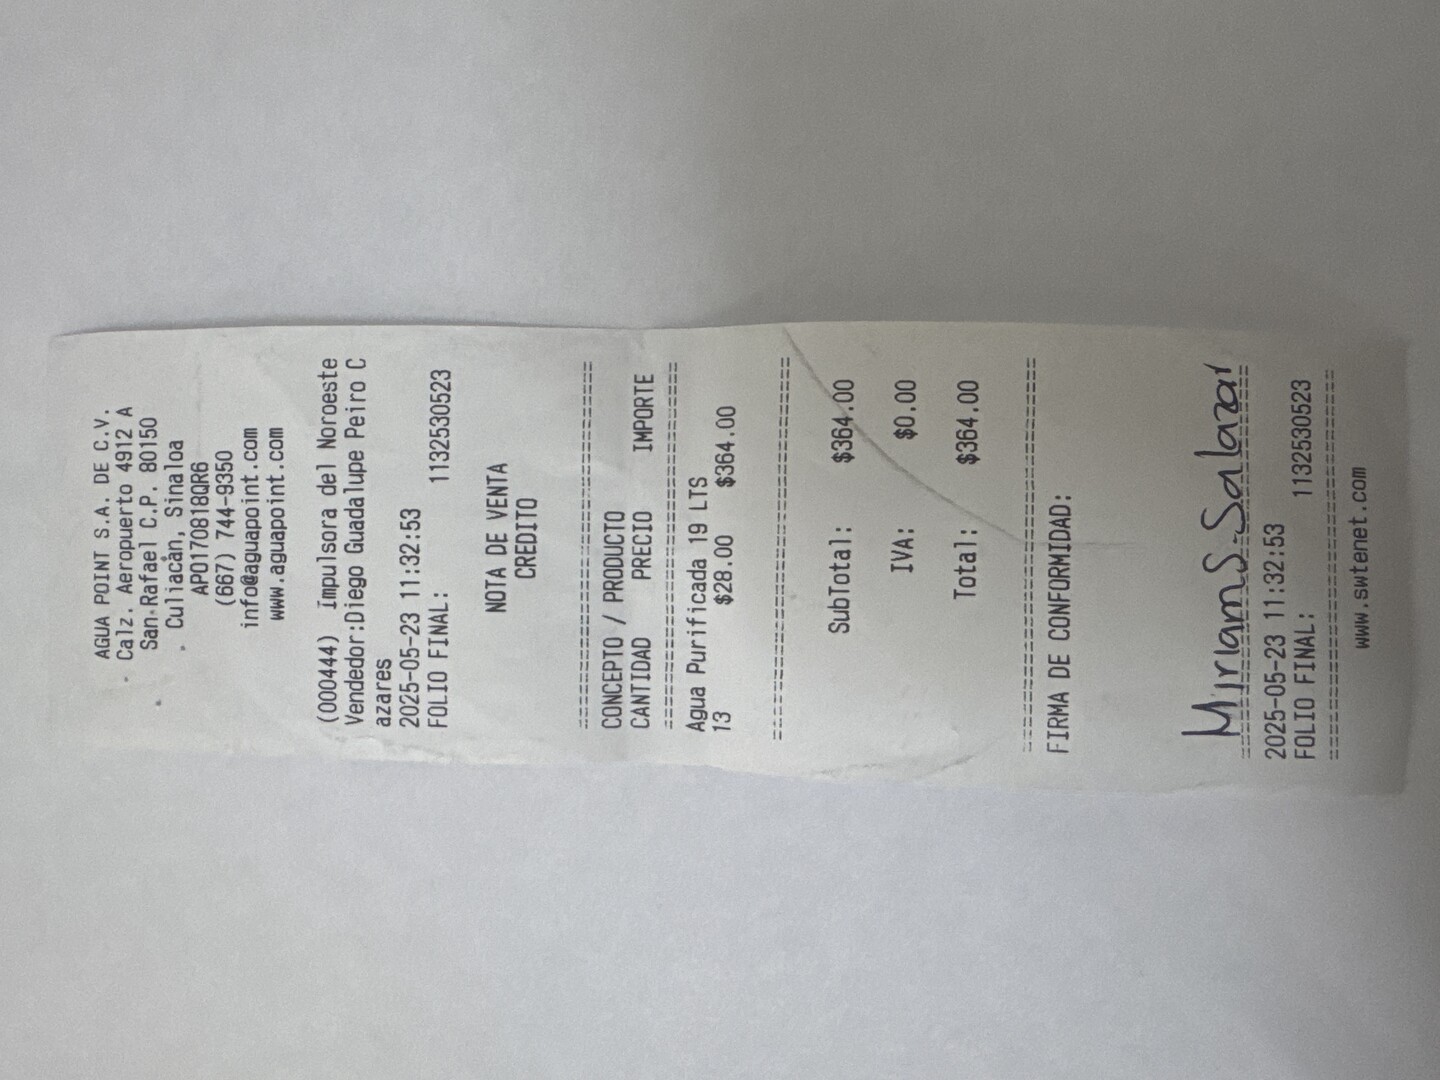 AGUA POINT S.A. DE C.V.
Calz. Aeropuerto 4912 A
San Rafael C.P. 80150
Culiacán, Sinaloa
APO170818QR6
(667) 744-9350
info@aguapoint.com
www.aguapoint.com
(000444) Impulsora del Noroeste
Vendedor:Diego Guadalupe Peiro C
azares
2025-05-23 11:32:53
FOLIO FINAL: 1132530523
NOTA DE VENTA
CREDITO
================================
CONCEPTO / PRODUCTO
CANTIDAD PRECIO IMPORTE
================================
Agua Purificada 19 LTS
13 $28.00 $364.00
================================
SubTotal: $364.00
IVA: $0.00
Total: $364.00
================================
FIRMA DE CONFORMIDAD:
Miriam S. Salazar
================================
2025-05-23 11:32:53
FOLIO FINAL: 1132530523
================================
www.swtenet.com